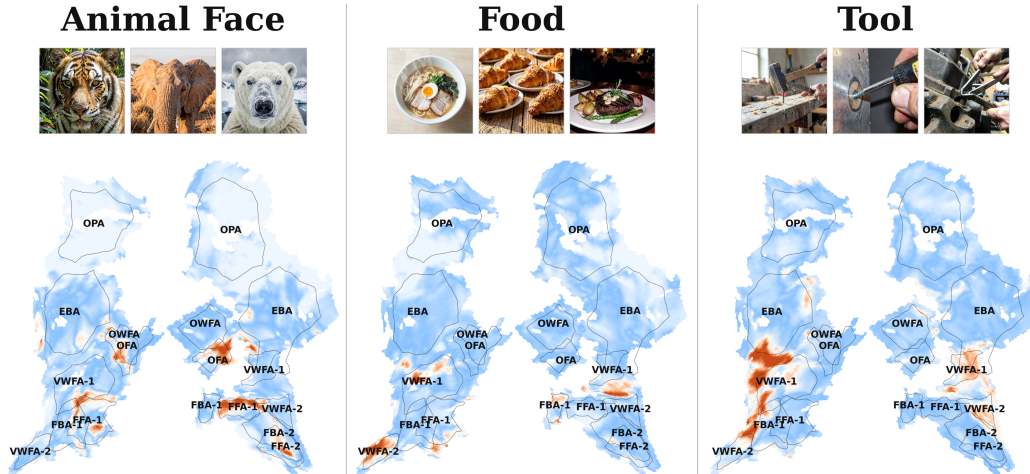 Animal Face
OPA
OPA
EBA
EBA
OWFA
OWFA
OFA
OFA
VWFA-1
VWFA-1
FBA-1
FFA-1
VWFA-2
FFA-1
FBA-1
FBA-2
FFA-2
VWFA-2
Food
OPA
OPA
EBA
EBA
OWFA
OWFA
OFA
OFA
VWFA-1
VWFA-1
FBA-1
FFA-1
VWFA-2
FFA-1
FBA-1
FBA-2
FFA-2
VWFA-2
Tool
OPA
OPA
EBA
EBA
OWFA
OWFA
OFA
OFA
VWFA-1
VWFA-1
FBA-1
FFA-1
VWFA-2
FFA-1
FBA-1
FBA-2
FFA-2
VWFA-2